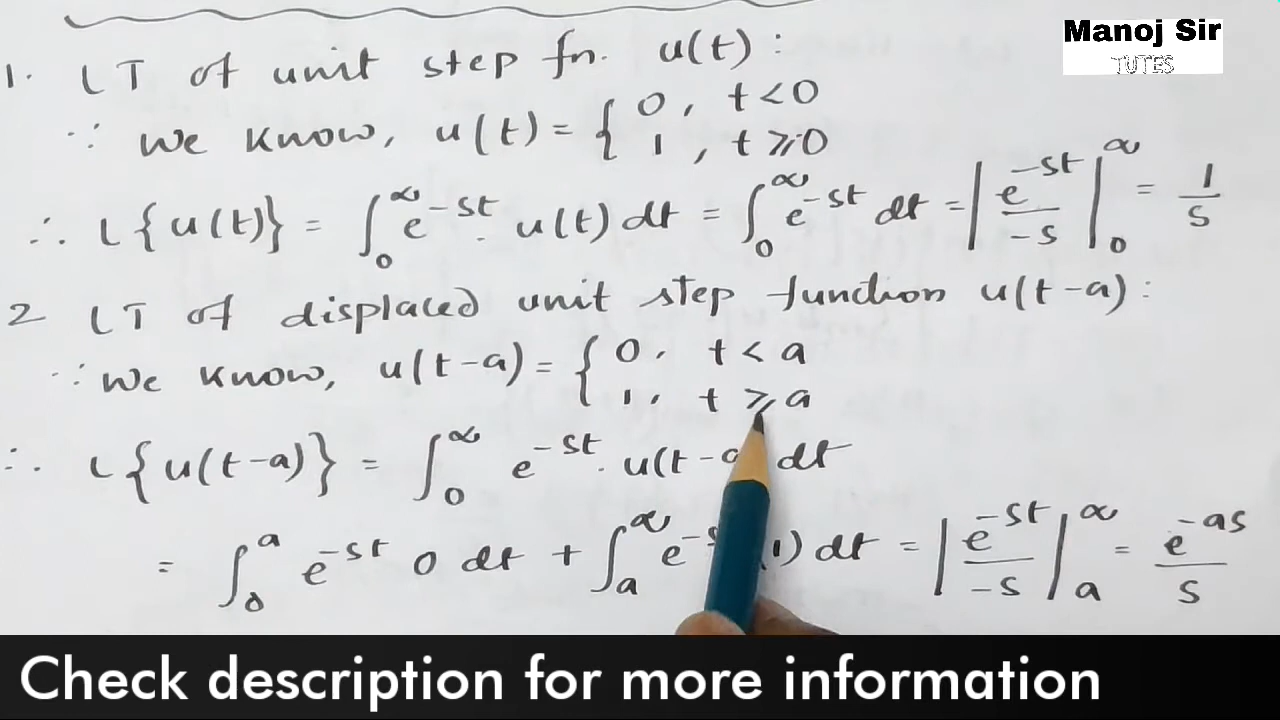 Manoj Sir
TUTES
1. LT of unit step fn. u(t) :
∵ We know, u(t) = { 0, t < 0
1, t ⩾ 0
∴ L{u(t)} = ∫₀^∞ e^{-st} . u(t) dt = ∫₀^∞ e^{-st} dt = | e^{-st} / -s |₀^∞ = 1/s
2 LT of displaced unit step function u(t-a) :
∵ We know, u(t-a) = { 0, t < a
1, t ⩾ a
∴ L{u(t-a)} = ∫₀^∞ e^{-st} . u(t-a dt
= ∫₀^a e^{-st} 0 dt + ∫ₐ^∞ e^{-s 1) dt = | e^{-st} / -s |ₐ^∞ = e^{-as} / s
Check description for more information